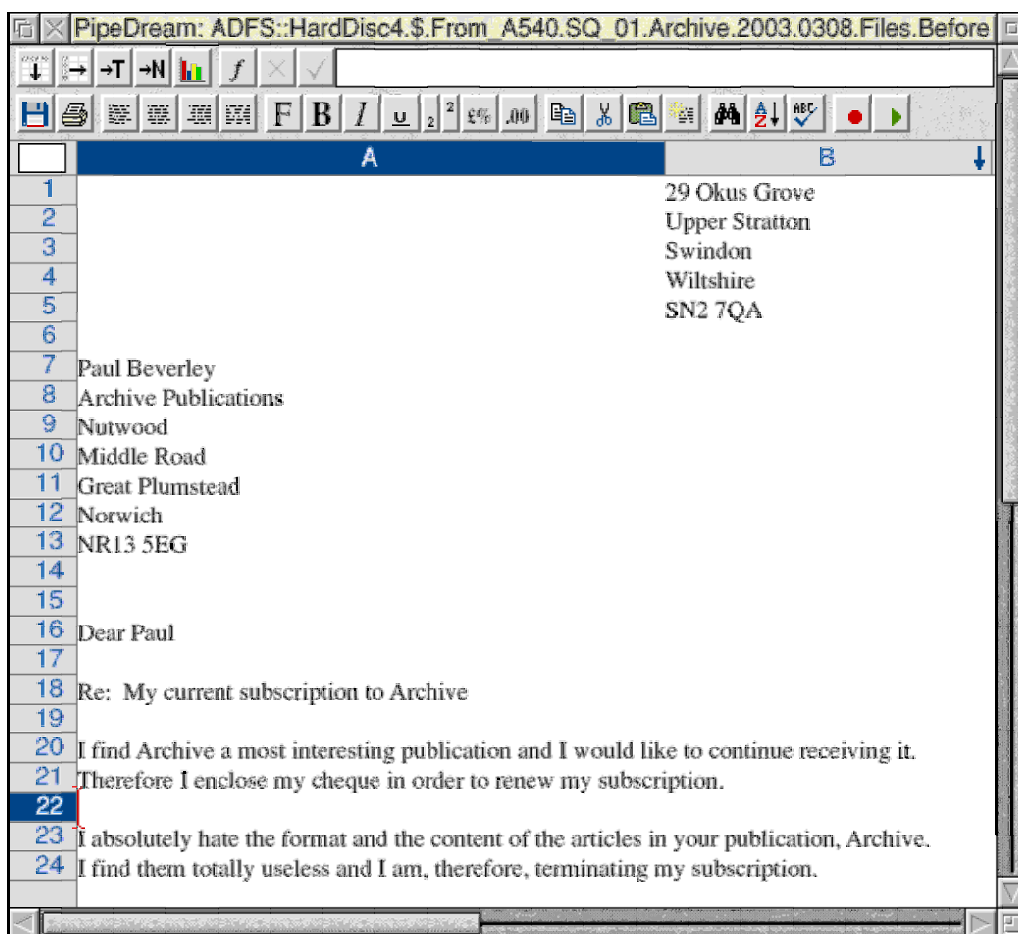 PipeDream: ADFS::HardDisc4.$.From_A540.SQ_01.Archive.2003.0308.Files.Before
→T →N f
F B I U 2 2 £% .00 A Z ABC
A B
1 29 Okus Grove
2 Upper Stratton
3 Swindon
4 Wiltshire
5 SN2 7QA
6
7 Paul Beverley
8 Archive Publications
9 Nutwood
10 Middle Road
11 Great Plumstead
12 Norwich
13 NR13 5EG
14
15
16 Dear Paul
17
18 Re: My current subscription to Archive
19
20 I find Archive a most interesting publication and I would like to continue receiving it.
21 Therefore I enclose my cheque in order to renew my subscription.
22
23 I absolutely hate the format and the content of the articles in your publication, Archive.
24 I find them totally useless and I am, therefore, terminating my subscription.